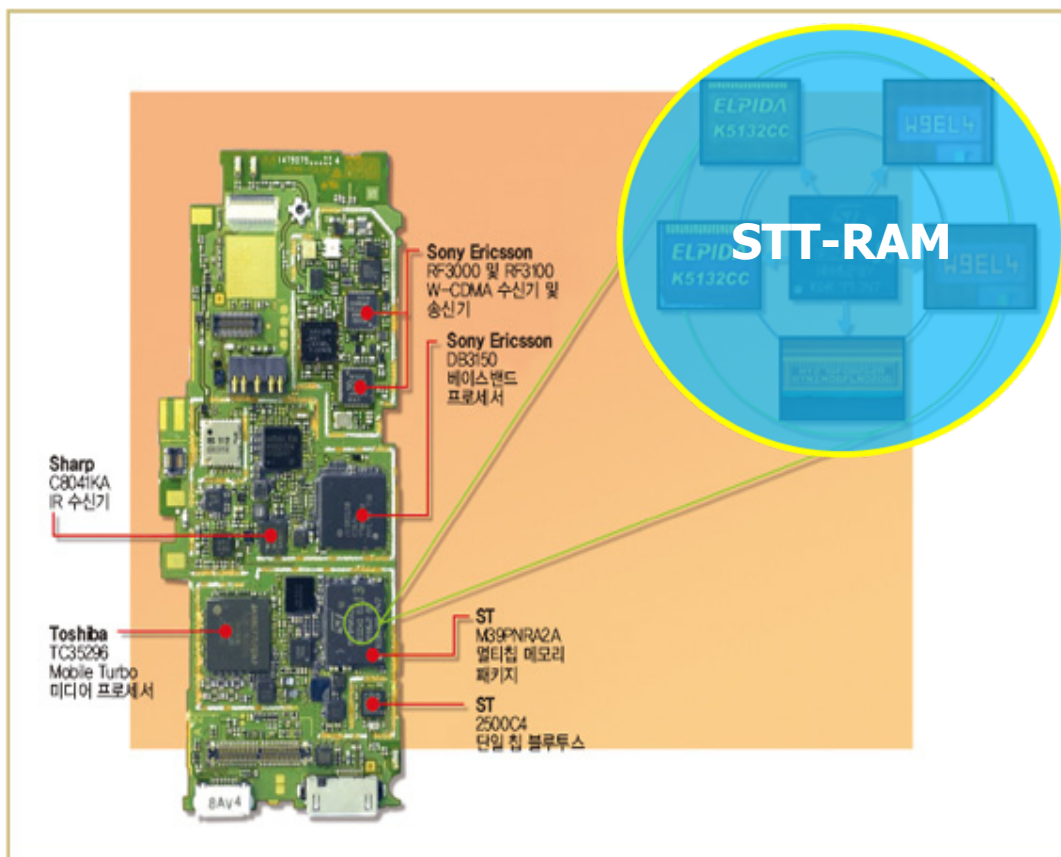 ELPIDA
K5132CC
W9EL4
ELPIDA
K5132CC
STT-RAM
W9EL4
Sony Ericsson
RF3000 및 RF3100
W-CDMA 수신기 및
송신기
Sony Ericsson
DB3150
베이스밴드
프로세서
Sharp
C8041KA
IR 수신기
Toshiba
TC35296
Mobile Turbo
미디어 프로세서
ST
M39PNRA2A
멀티칩 메모리
패키지
ST
2500C4
단일 칩 블루투스
8AV4